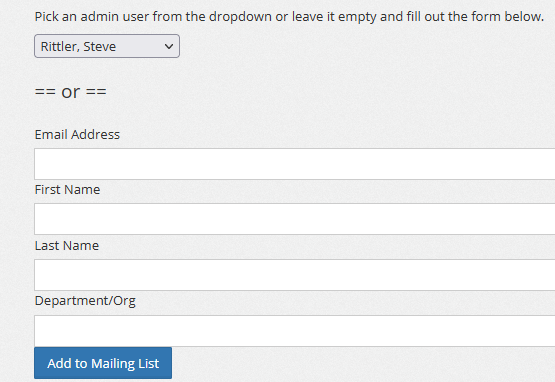 Pick an admin user from the dropdown or leave it empty and fill out the form below.
Rittler, Steve
== or ==
Email Address
First Name
Last Name
Department/Org
Add to Mailing List